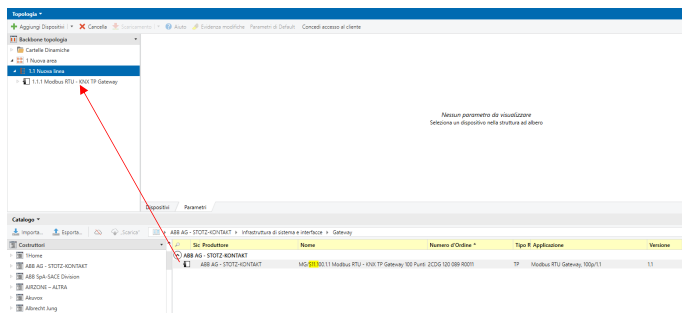 Topologia
Aggiungi Dispositivi Cancella Scaricamento Aiuto Evidenzia modifiche Parametri di Default Concedi accesso al cliente
Backbone topologia
Cartelle Dinamiche
1 Nuova area
1.1 Nuova linea
1.1.1 Modbus RTU - KNX TP Gateway
Nessun parametro da visualizzare
Seleziona un dispositivo nella struttura ad albero
Dispositivi Parametri
Catalogo
Importa... Esporta... Scarica ABB AG - STOTZ-KONTAKT Infrastruttura di sistema e interfacce Gateway
Costruttori Sic Produttore Nome Numero d'Ordine Tipo Applicazione Versione
1Home ABB AG - STOTZ-KONTAKT
ABB AG - STOTZ-KONTAKT ABB AG - STOTZ-KONTAKT Modbus RTU - KNX TP Gateway 100 Punti 2CDG 120 089 R0011 TP Modbus RTU Gateway, 100p/1.1 1.1
ABB SpA-SACE Division
AIRZONE – ALTRA
Akuvox
Albrecht Jung